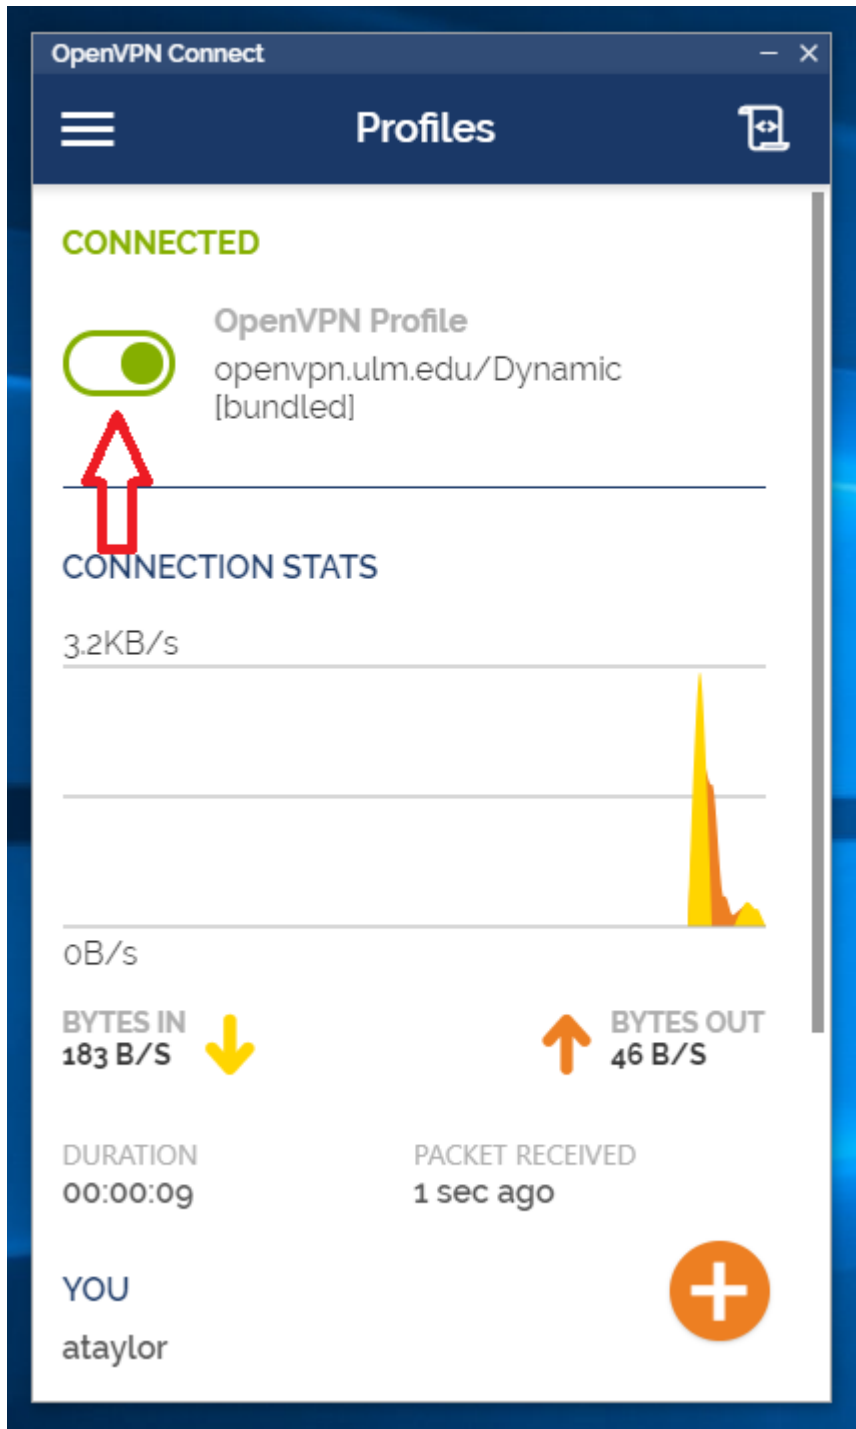 OpenVPN Connect
Profiles
CONNECTED
OpenVPN Profile
openvpn.ulm.edu/Dynamic
[bundled]
CONNECTION STATS
3.2KB/s
0B/s
BYTES IN
183 B/S
BYTES OUT
46 B/S
DURATION
00:00:09
PACKET RECEIVED
1 sec ago
YOU
ataylor